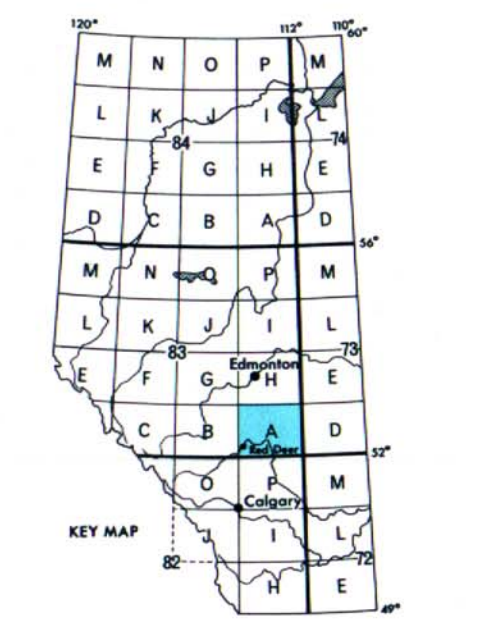 120° 112° 110°
60°
M N O P M
L K J I L
84 74
E F G H E
D C B A D
56°
M N O P M
L K J I L
83 73
Edmonton
E F G H E
C B A D
Red Deer
52°
O P M
Calgary
KEY MAP J I L
82 72
H E
49°